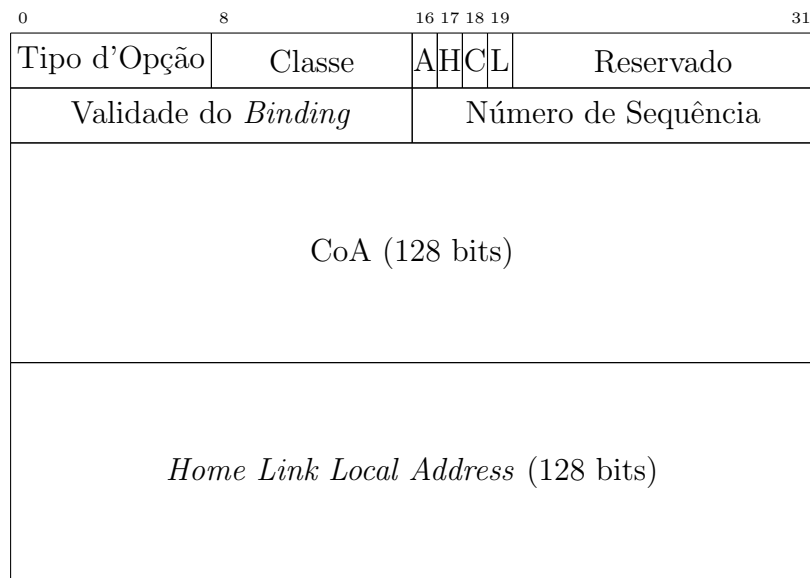 0 8 16 17 18 19 31
Tipo d'Opção Classe A H C L Reservado
Validade do Binding Número de Sequência
CoA (128 bits)
Home Link Local Address (128 bits)